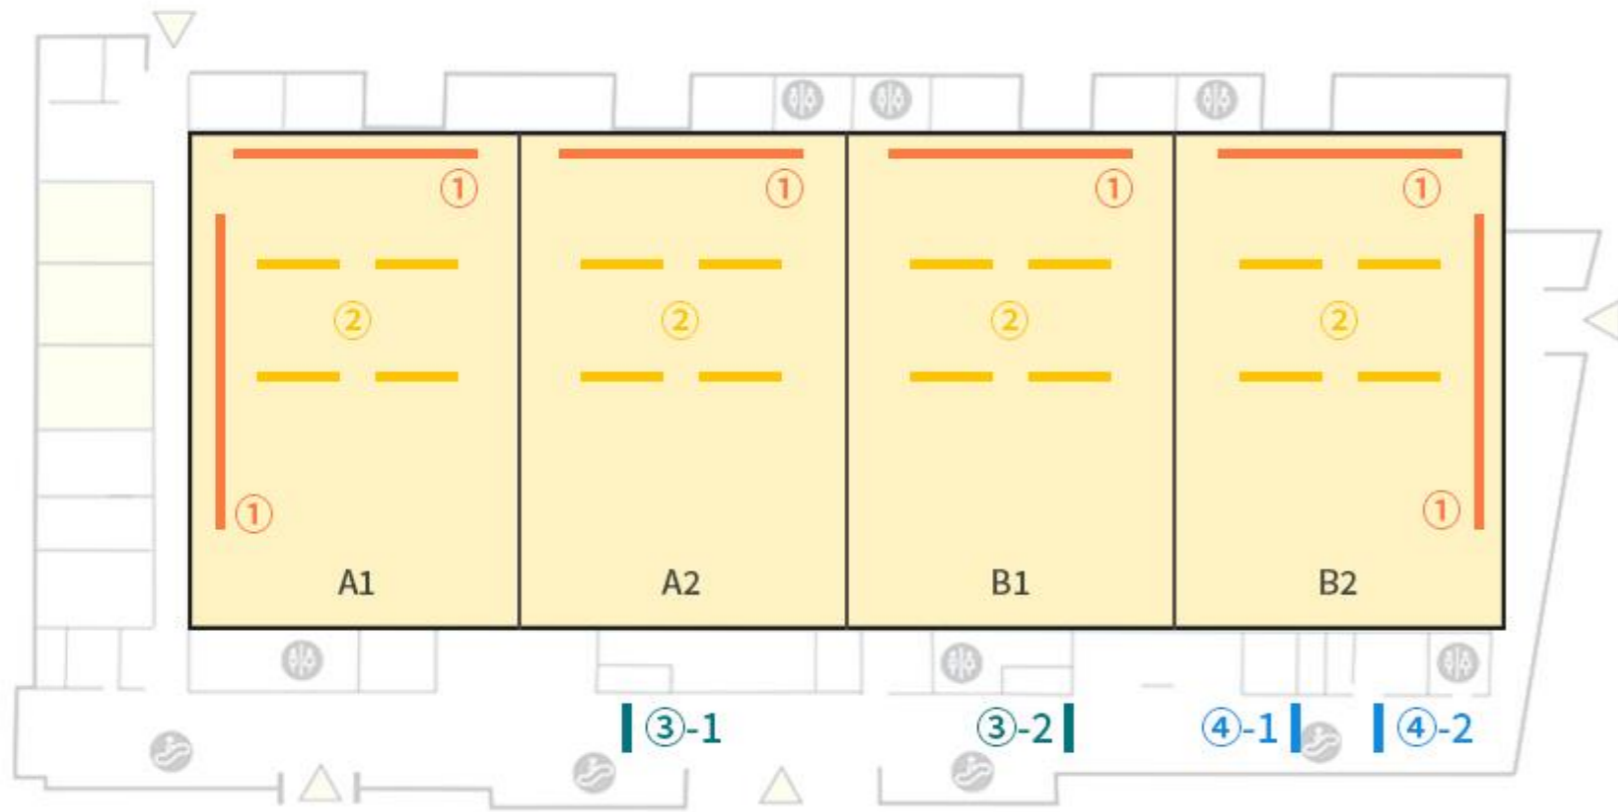 ① ① ① ①
② ② ② ②
① ①
A1 A2 B1 B2
③-1 ③-2 ④-1 ④-2